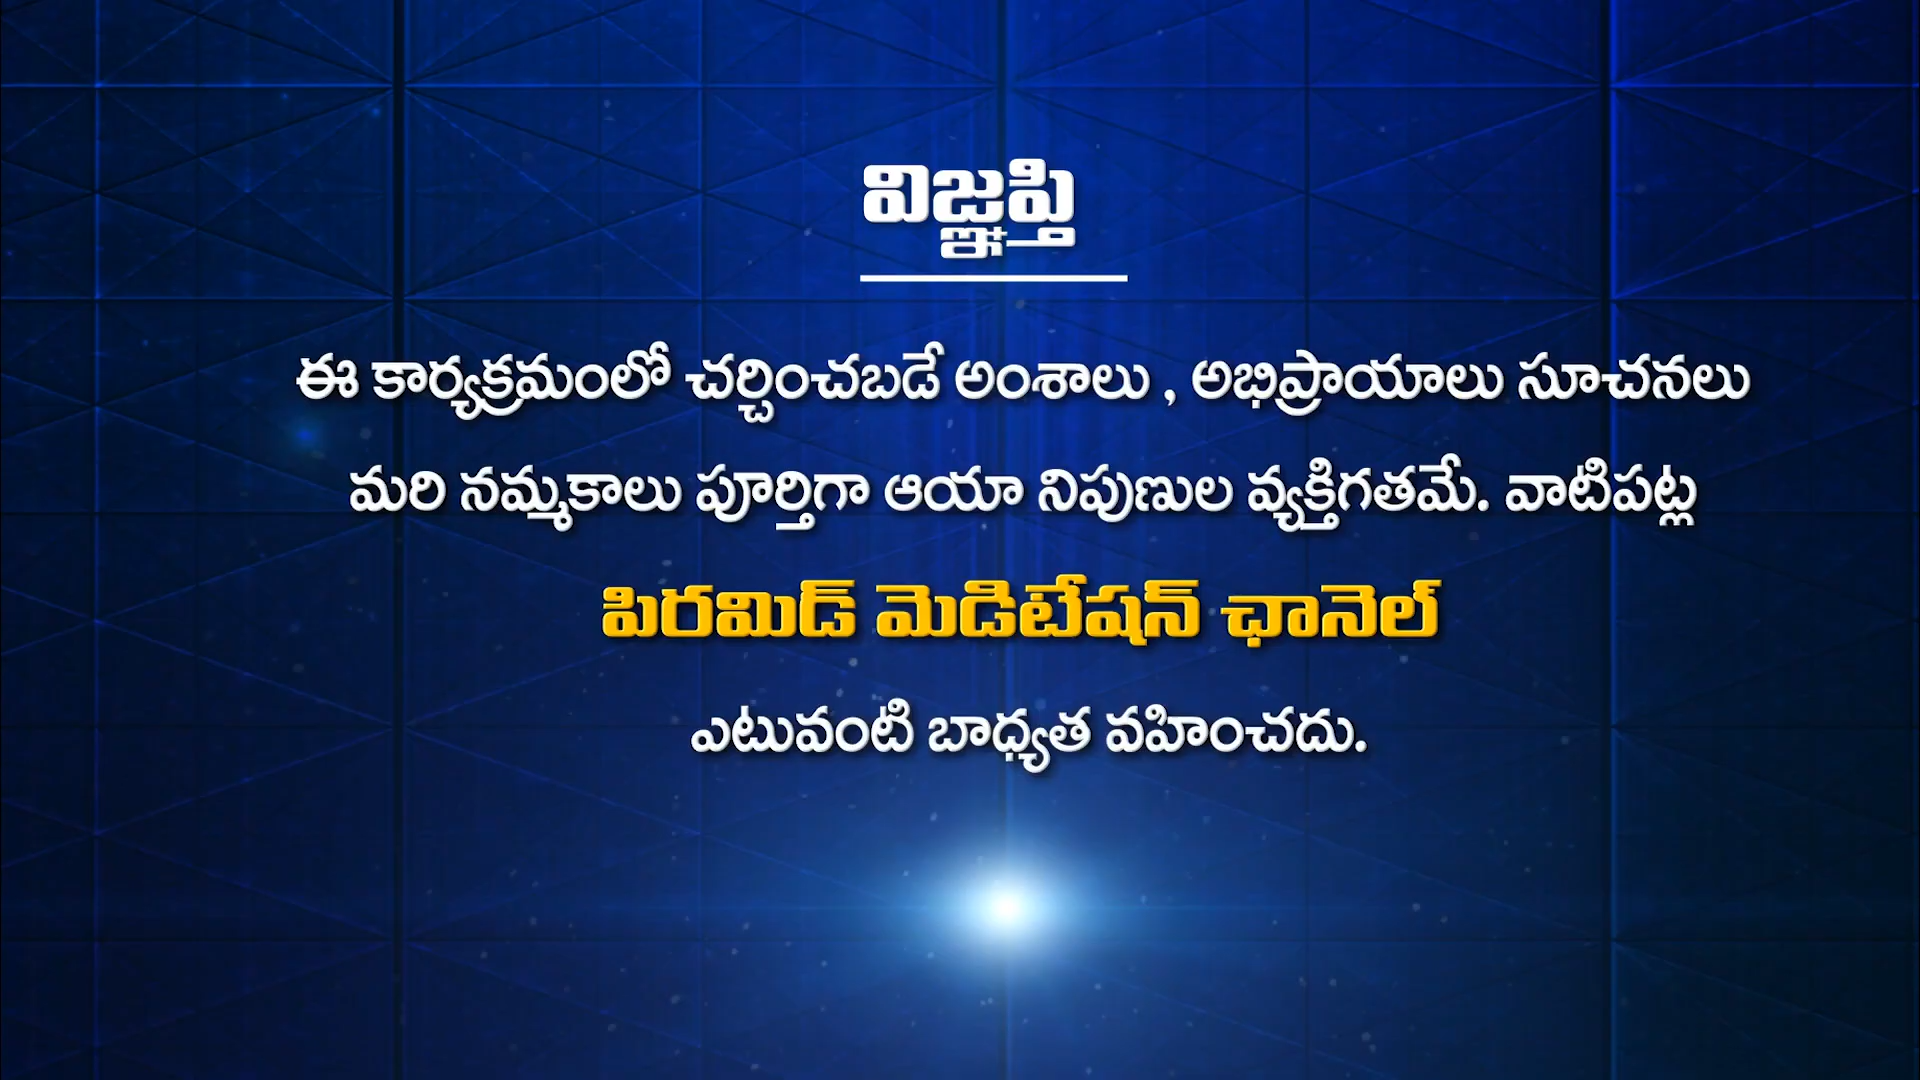 విజ్ఞప్తి
ఈ కార్యక్రమంలో చర్చించబడే అంశాలు , అభిప్రాయాలు సూచనలు
మరి నమ్మకాలు పూర్తిగా ఆయా నిపుణుల వ్యక్తిగతమే. వాటిపట్ల
పిరమిడ్ మెడిటేషన్ ఛానెల్
ఎటువంటి బాధ్యత వహించదు.